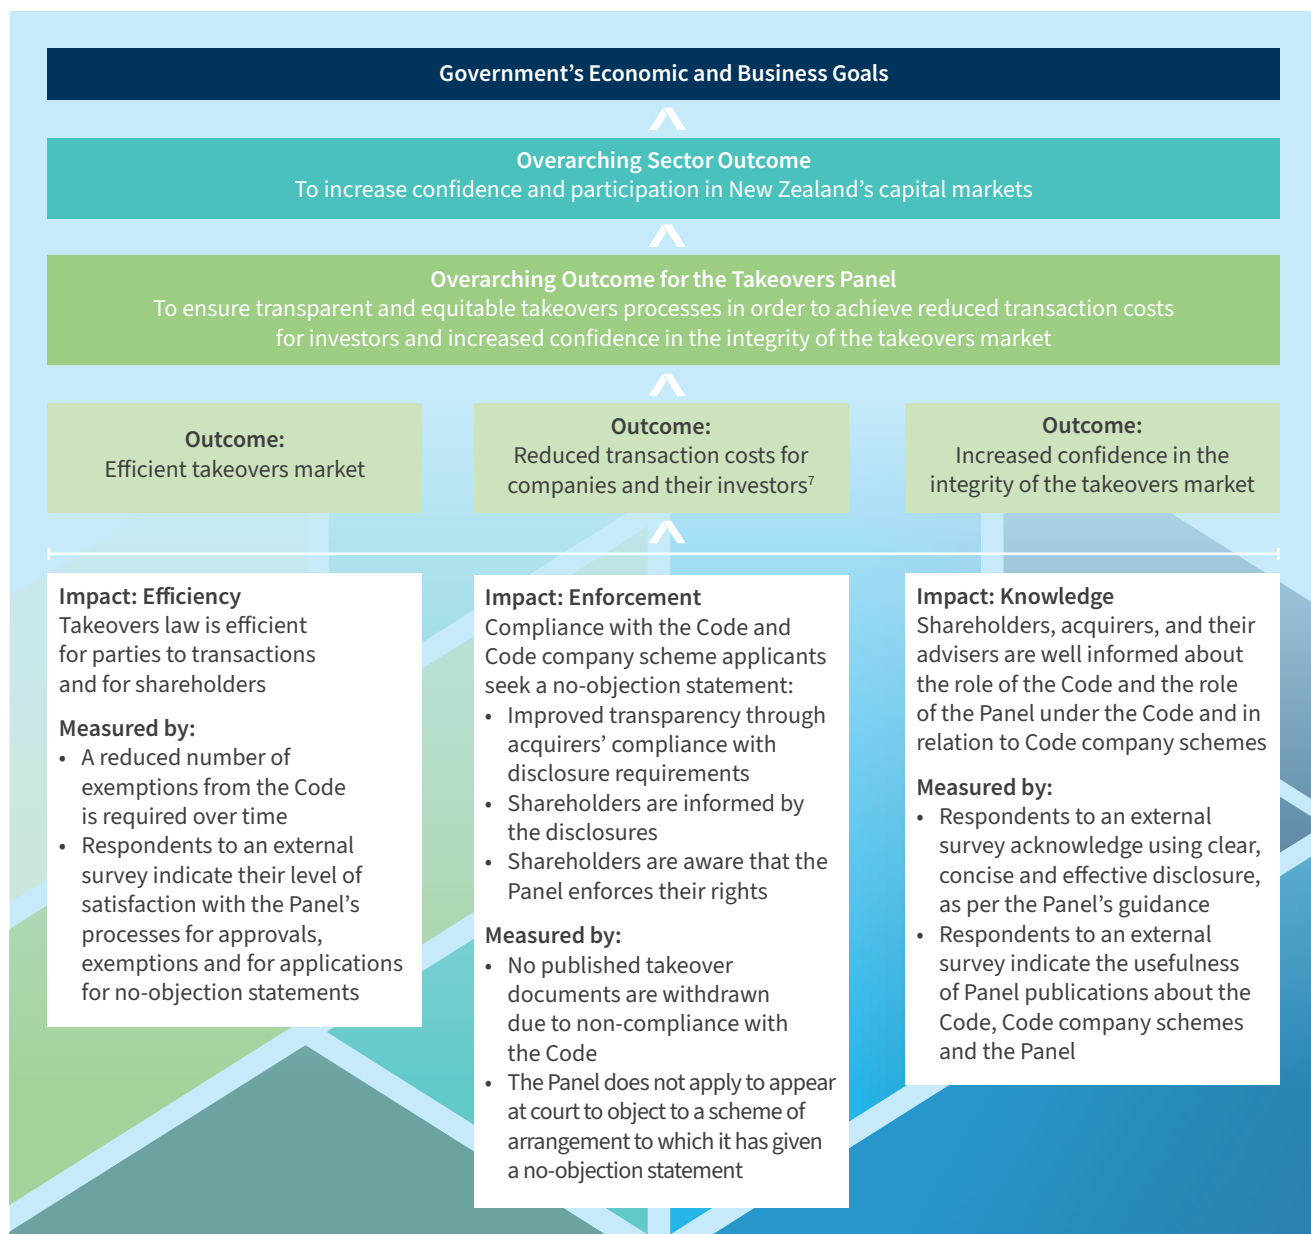 Government’s Economic and Business Goals
Overarching Sector Outcome
To increase confidence and participation in New Zealand’s capital markets
Overarching Outcome for the Takeovers Panel
To ensure transparent and equitable takeovers processes in order to achieve reduced transaction costs
for investors and increased confidence in the integrity of the takeovers market
Outcome:
Efficient takeovers market
Outcome:
Reduced transaction costs for
companies and their investors⁷
Outcome:
Increased confidence in the
integrity of the takeovers market
Impact: Efficiency
Takeovers law is efficient
for parties to transactions
and for shareholders
Measured by:
• A reduced number of
exemptions from the Code
is required over time
• Respondents to an external
survey indicate their level of
satisfaction with the Panel’s
processes for approvals,
exemptions and for applications
for no-objection statements
Impact: Enforcement
Compliance with the Code and
Code company scheme applicants
seek a no-objection statement:
• Improved transparency through
acquirers’ compliance with
disclosure requirements
• Shareholders are informed by
the disclosures
• Shareholders are aware that the
Panel enforces their rights
Measured by:
• No published takeover
documents are withdrawn
due to non-compliance with
the Code
• The Panel does not apply to appear
at court to object to a scheme of
arrangement to which it has given
a no-objection statement
Impact: Knowledge
Shareholders, acquirers, and their
advisers are well informed about
the role of the Code and the role
of the Panel under the Code and in
relation to Code company schemes
Measured by:
• Respondents to an external
survey acknowledge using clear,
concise and effective disclosure,
as per the Panel’s guidance
• Respondents to an external
survey indicate the usefulness
of Panel publications about the
Code, Code company schemes
and the Panel